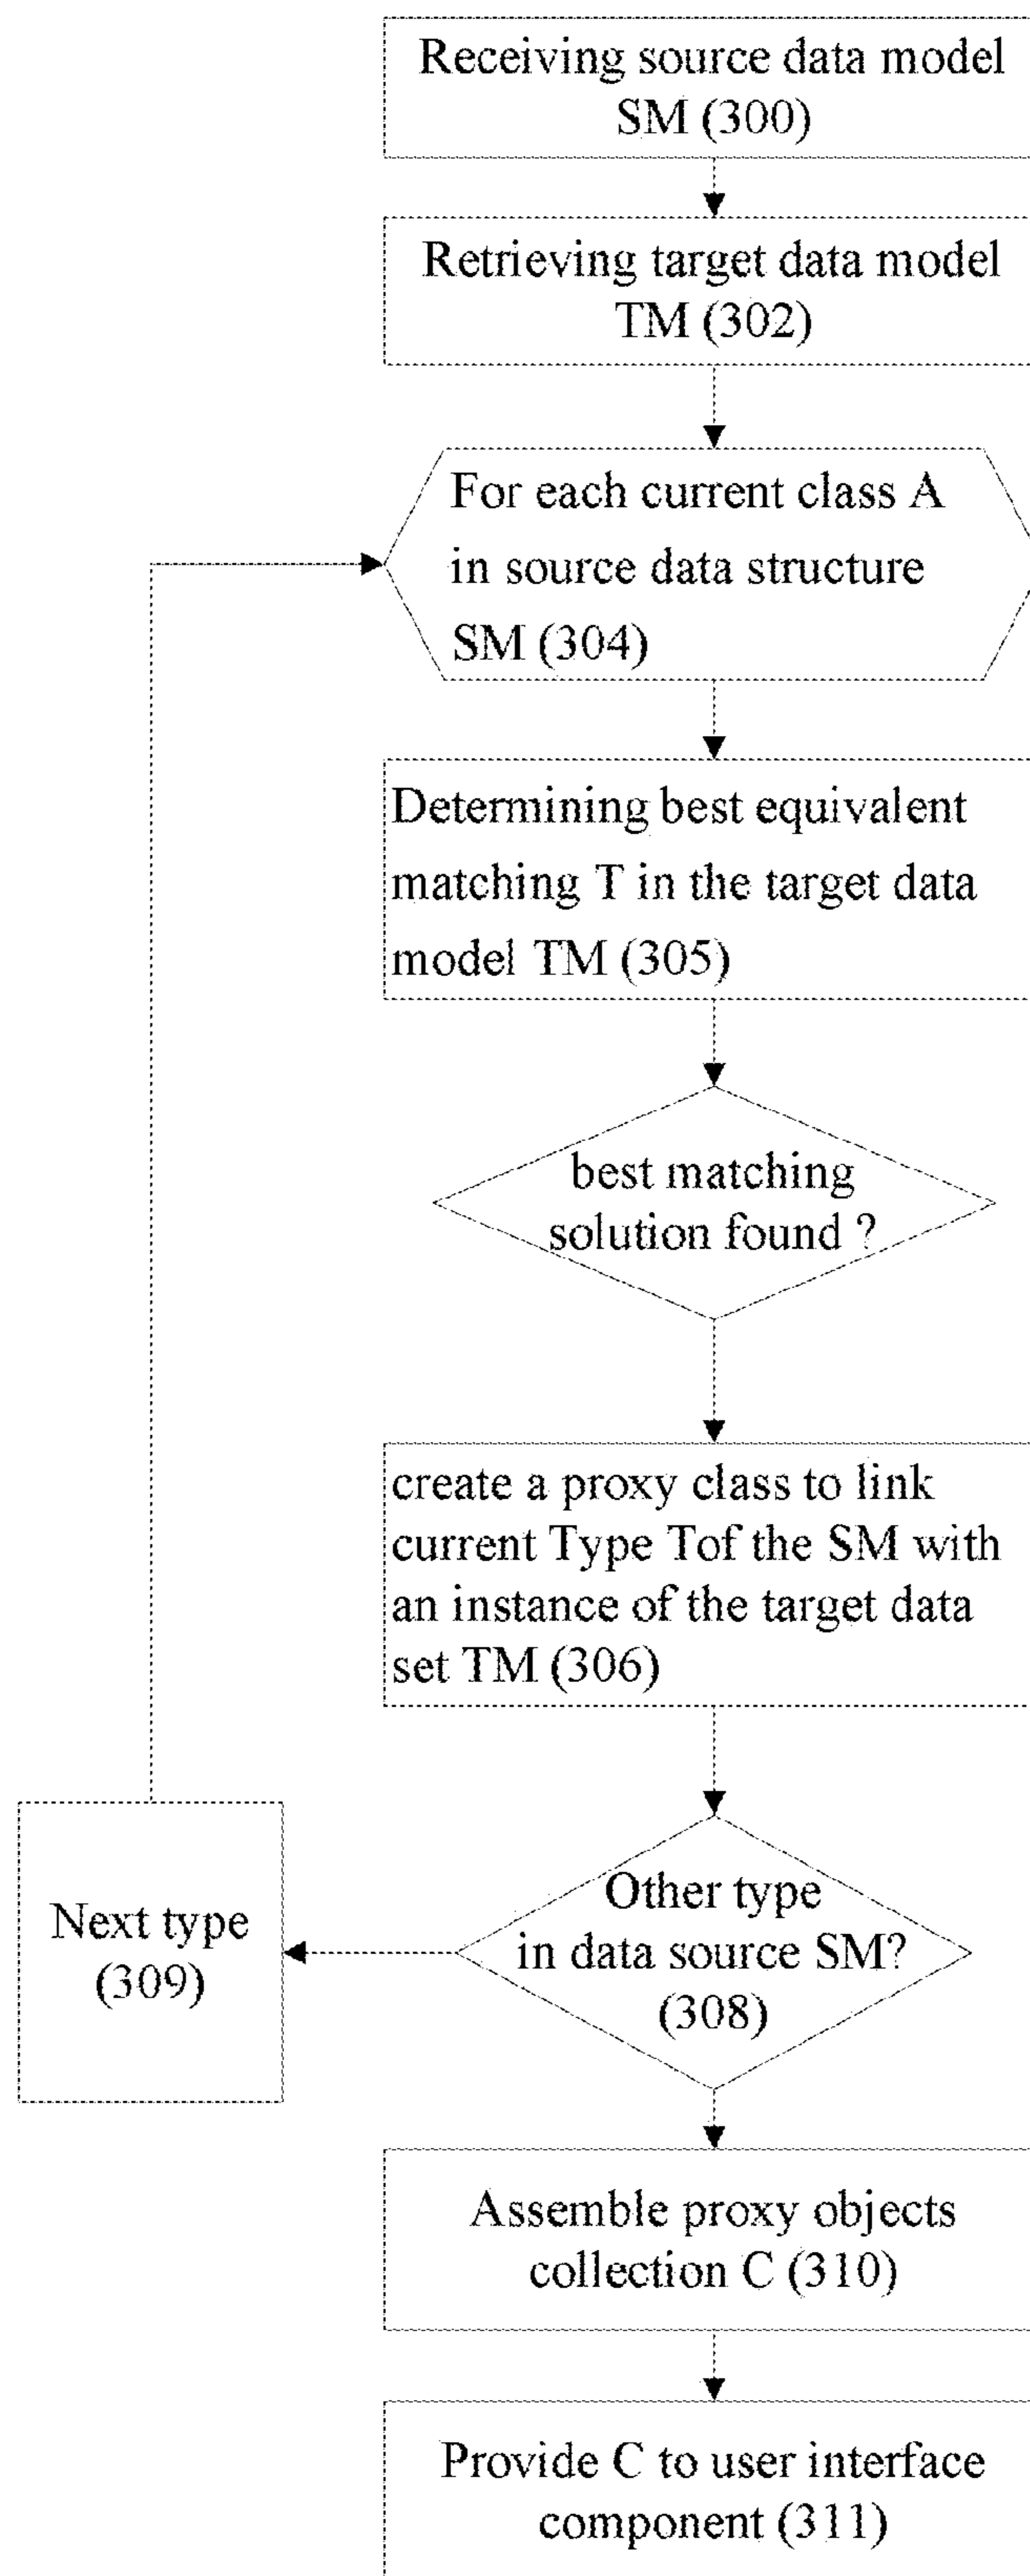 Receiving source data model
SM (300)
Retrieving target data model
TM (302)
For each current class A
in source data structure
SM (304)
Determining best equivalent
matching T in the target data
model TM (305)
best matching
solution found ?
create a proxy class to link
current Type Tof the SM with
an instance of the target data
set TM (306)
Other type
in data source SM?
(308)
Next type
(309)
Assemble proxy objects
collection C (310)
Provide C to user interface
component (311)